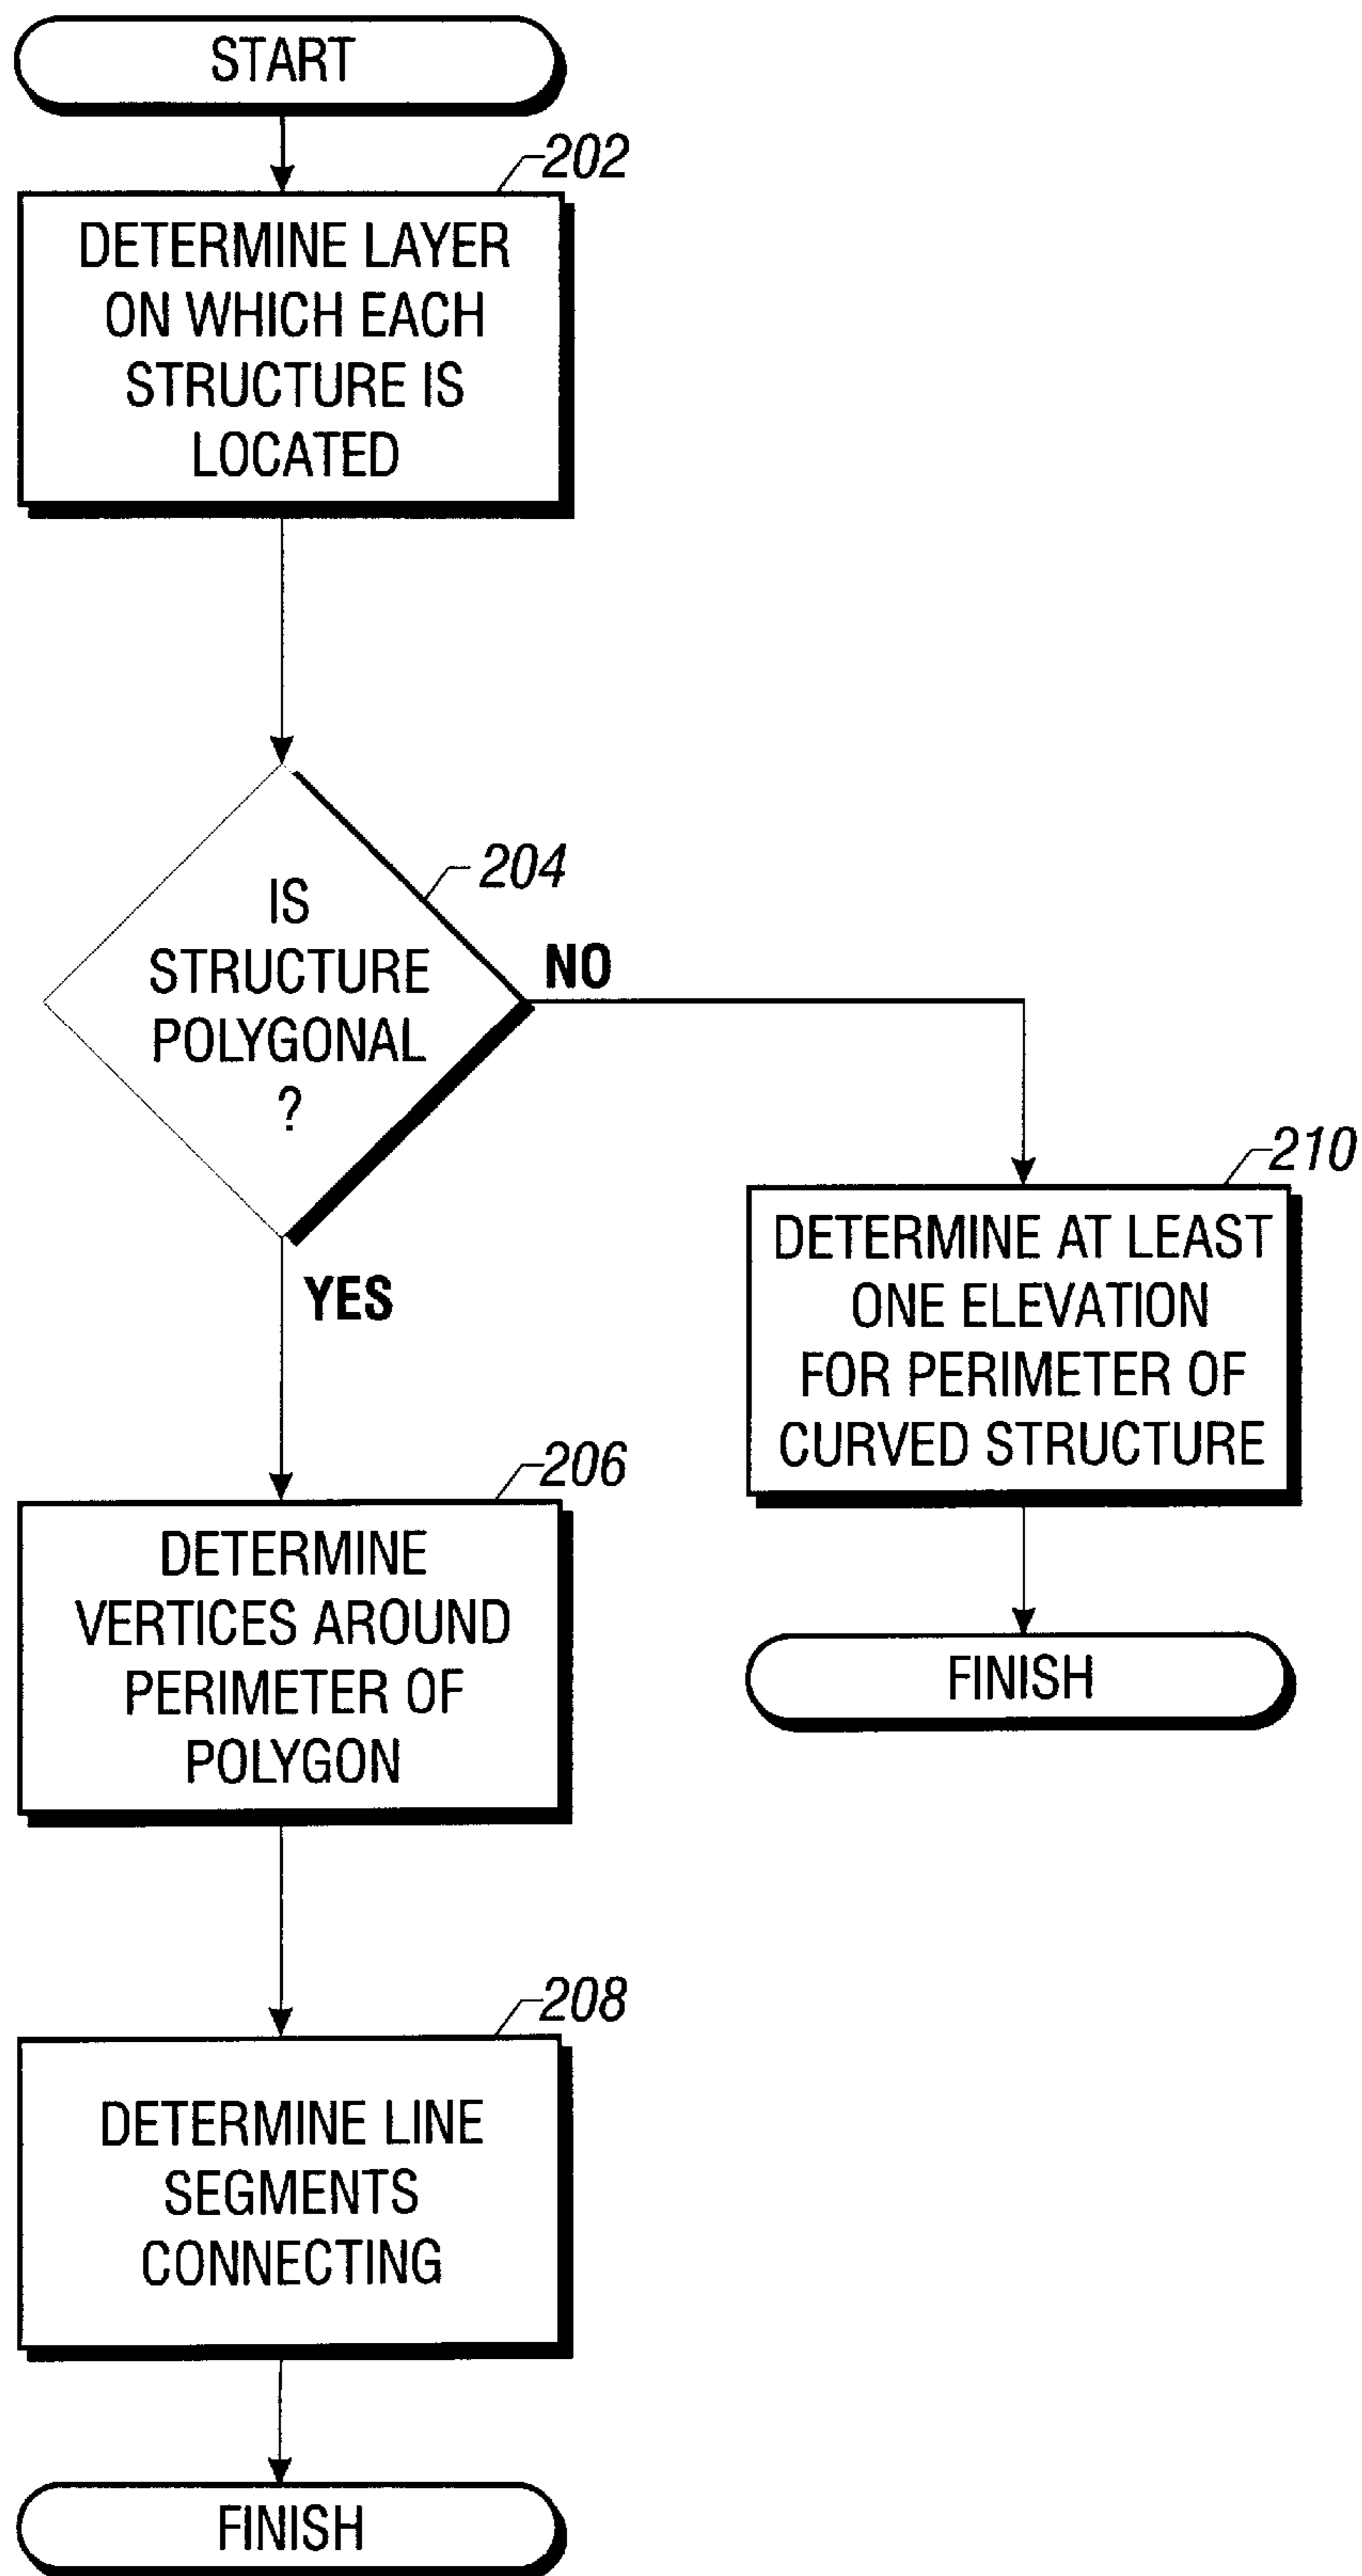 START
202
DETERMINE LAYER
ON WHICH EACH
STRUCTURE IS
LOCATED
204
IS
STRUCTURE
POLYGONAL
?
NO
YES
210
DETERMINE AT LEAST
ONE ELEVATION
FOR PERIMETER OF
CURVED STRUCTURE
FINISH
206
DETERMINE
VERTICES AROUND
PERIMETER OF
POLYGON
208
DETERMINE LINE
SEGMENTS
CONNECTING
FINISH